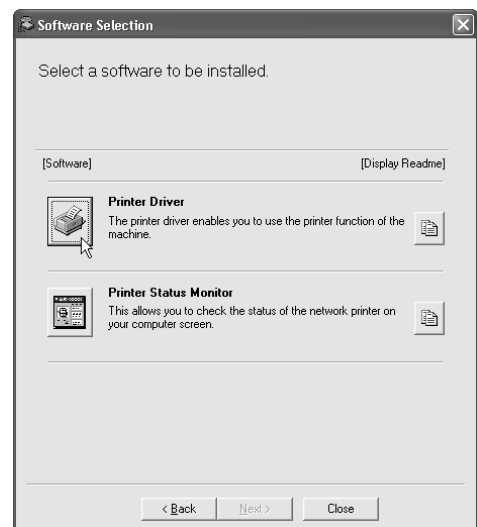 Software Selection
Select a software to be installed.
[Software] [Display Readme]
Printer Driver
The printer driver enables you to use the printer function of the
machine.
Printer Status Monitor
This allows you to check the status of the network printer on
your computer screen.
< Back Next > Close